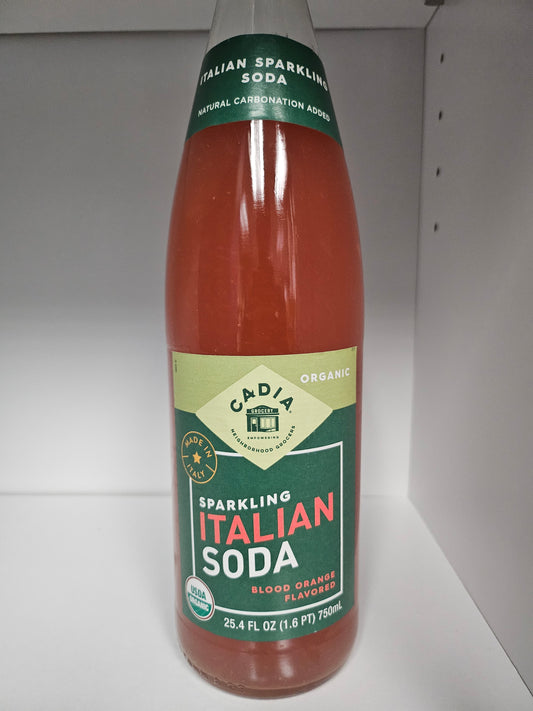 ITALIAN SPARKLING
SODA
NATURAL CARBONATION ADDED
ORGANIC
CADIA
GROCERY
EMPOWERING
NEIGHBORHOOD GROCERS
MADE IN
ITALY
SPARKLING
ITALIAN
SODA
BLOOD ORANGE
FLAVORED
USDA
ORGANIC
25.4 FL OZ (1.6 PT) 750mL